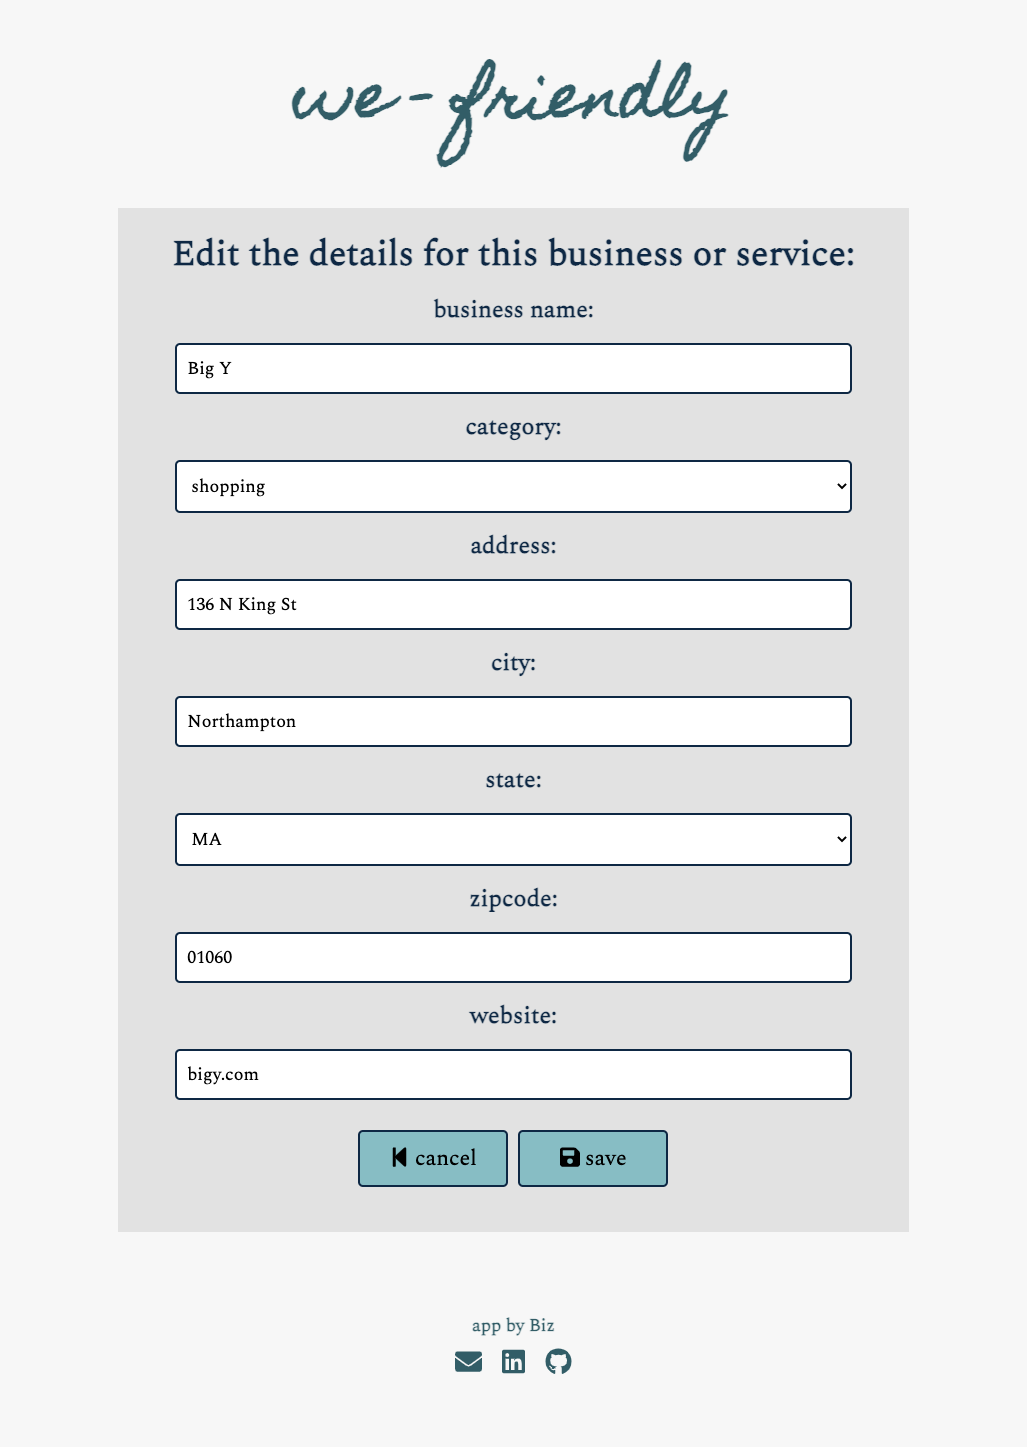 we-friendly
Edit the details for this business or service:
business name:
Big Y
category:
shopping
address:
136 N King St
city:
Northampton
state:
MA
zipcode:
01060
website:
bigy.com
cancel save
app by Biz
in